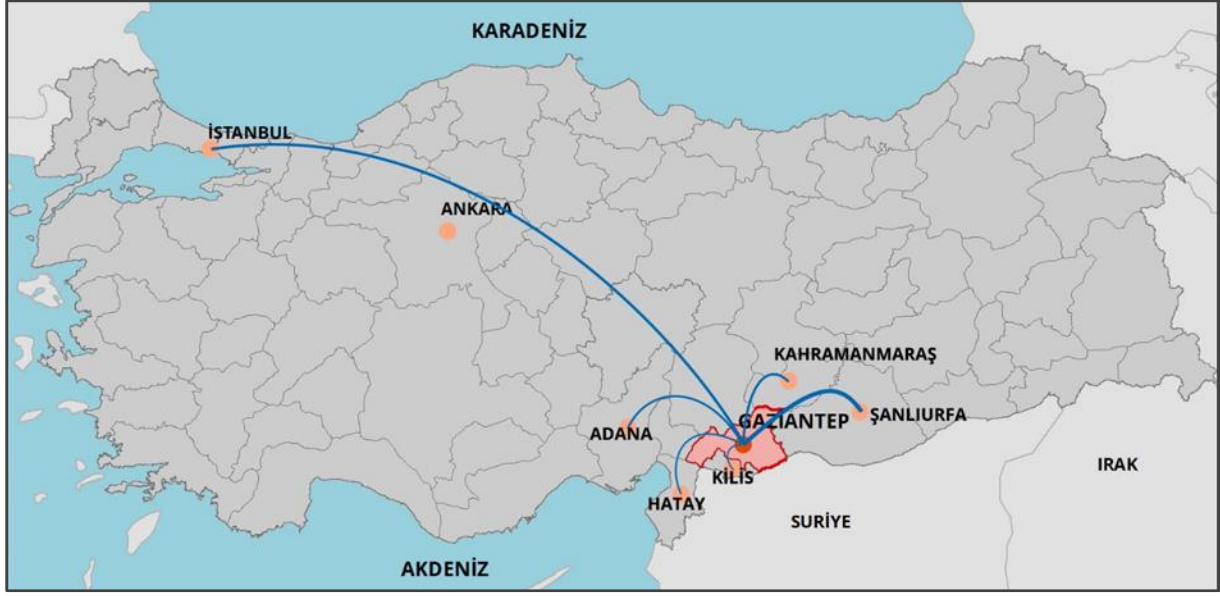 KARADENİZ
İSTANBUL
ANKARA
KAHRAMANMARAŞ
GAZİANTEP
ŞANLIURFA
ADANA
KİLİS
HATAY
IRAK
SURİYE
AKDENİZ